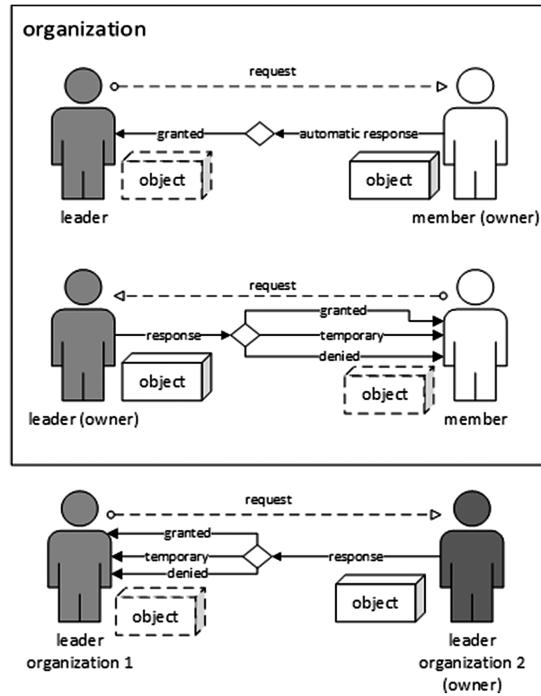 organization
request
granted
automatic response
object
object
leader
member (owner)
request
granted
response
temporary
denied
object
object
leader (owner)
member
request
granted
temporary
response
denied
object
object
leader
organization 1
leader
organization 2
(owner)